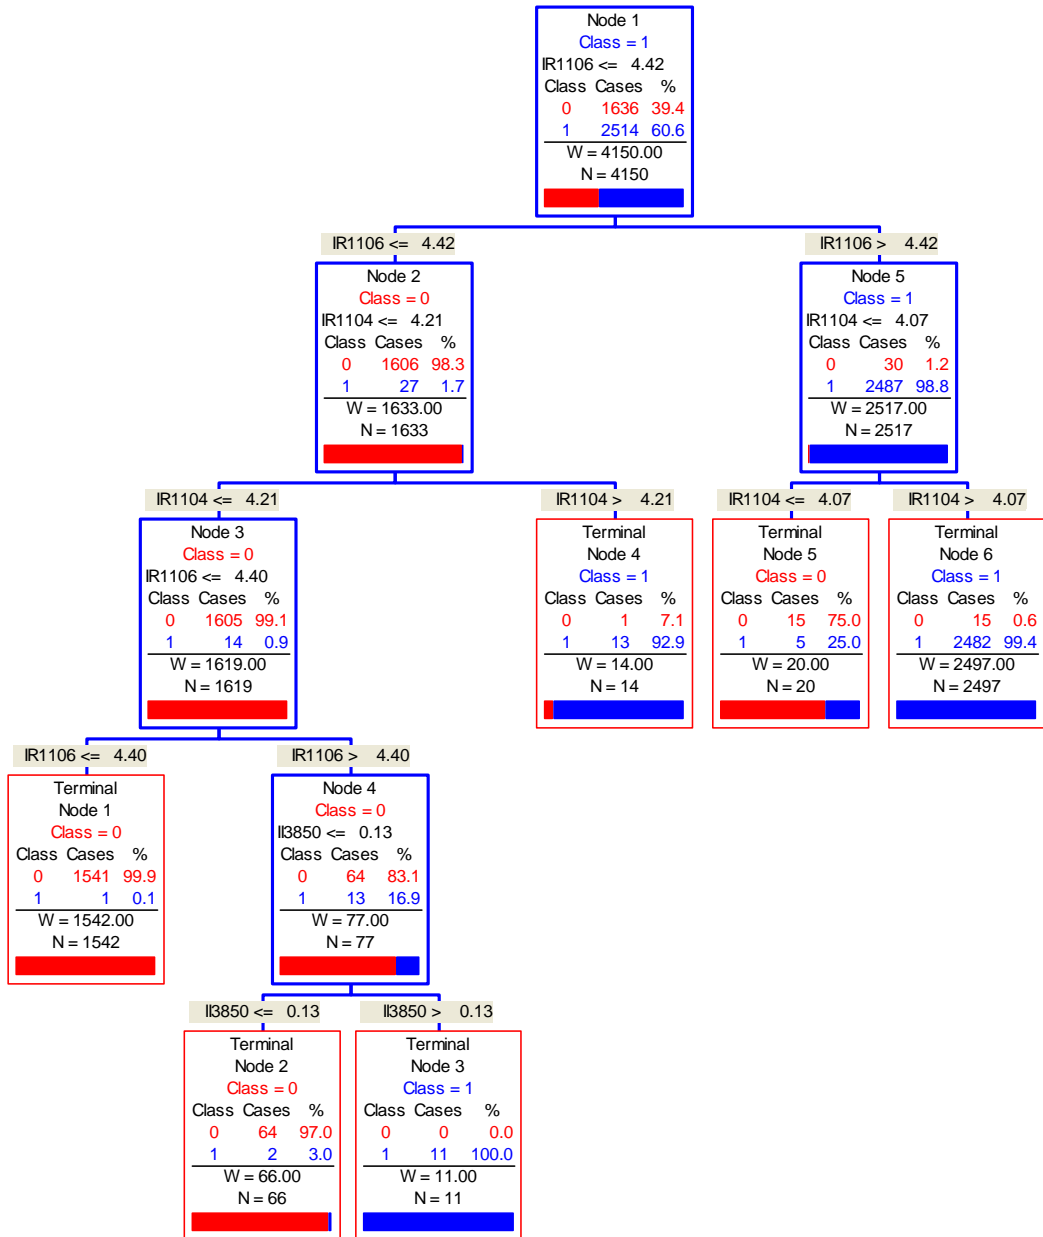 Node 1
Class = 1
IR1106 <= 4.42
Class Cases %
0 1636 39.4
1 2514 60.6
W = 4150.00
N = 4150
IR1106 <= 4.42
IR1106 > 4.42
Node 2
Class = 0
IR1104 <= 4.21
Class Cases %
0 1606 98.3
1 27 1.7
W = 1633.00
N = 1633
Node 5
Class = 1
IR1104 <= 4.07
Class Cases %
0 30 1.2
1 2487 98.8
W = 2517.00
N = 2517
IR1104 <= 4.21
IR1104 > 4.21
IR1104 <= 4.07
IR1104 > 4.07
Node 3
Class = 0
IR1106 <= 4.40
Class Cases %
0 1605 99.1
1 14 0.9
W = 1619.00
N = 1619
Terminal
Node 4
Class = 1
Class Cases %
0 1 7.1
1 13 92.9
W = 14.00
N = 14
Terminal
Node 5
Class = 0
Class Cases %
0 15 75.0
1 5 25.0
W = 20.00
N = 20
Terminal
Node 6
Class = 1
Class Cases %
0 15 0.6
1 2482 99.4
W = 2497.00
N = 2497
IR1106 <= 4.40
IR1106 > 4.40
Terminal
Node 1
Class = 0
Class Cases %
0 1541 99.9
1 1 0.1
W = 1542.00
N = 1542
Node 4
Class = 0
II3850 <= 0.13
Class Cases %
0 64 83.1
1 13 16.9
W = 77.00
N = 77
II3850 <= 0.13
II3850 > 0.13
Terminal
Node 2
Class = 0
Class Cases %
0 64 97.0
1 2 3.0
W = 66.00
N = 66
Terminal
Node 3
Class = 1
Class Cases %
0 0 0.0
1 11 100.0
W = 11.00
N = 11